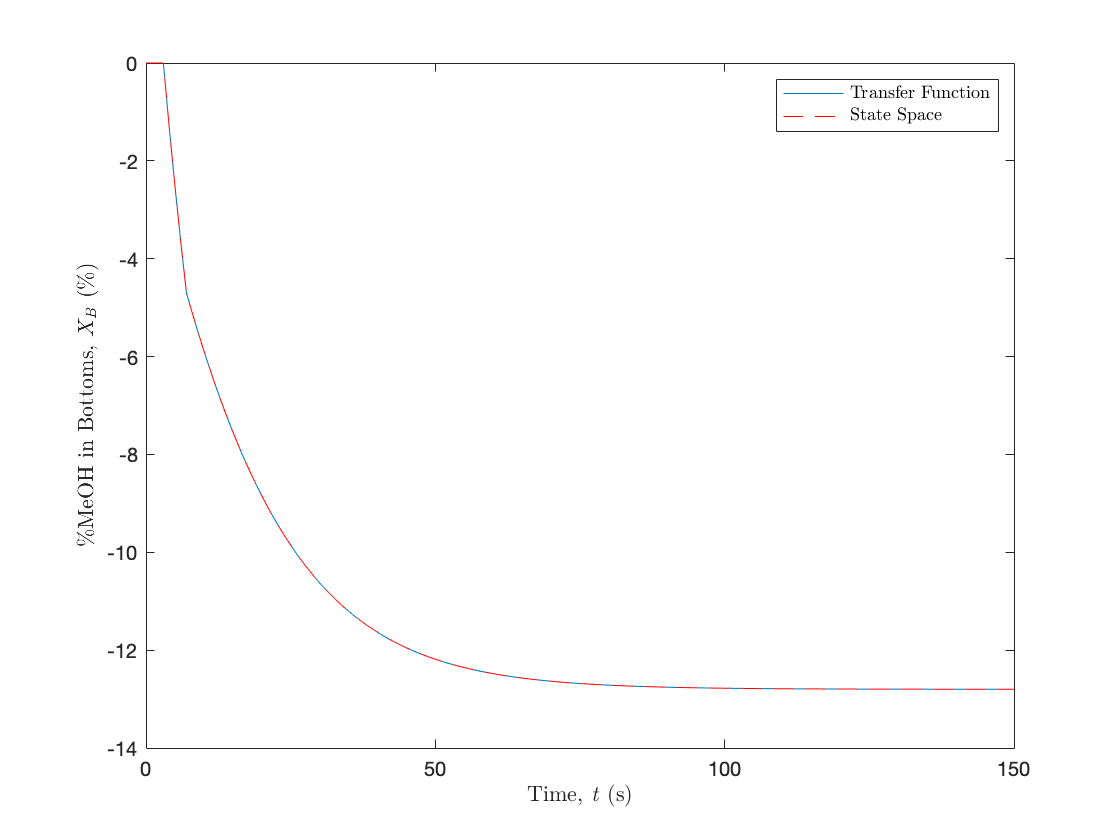 Transfer Function
State Space
0
-2
-4
-6
-8
-10
-12
-14
%MeOH in Bottoms, X_B (%)
0 50 100 150
Time, t (s)